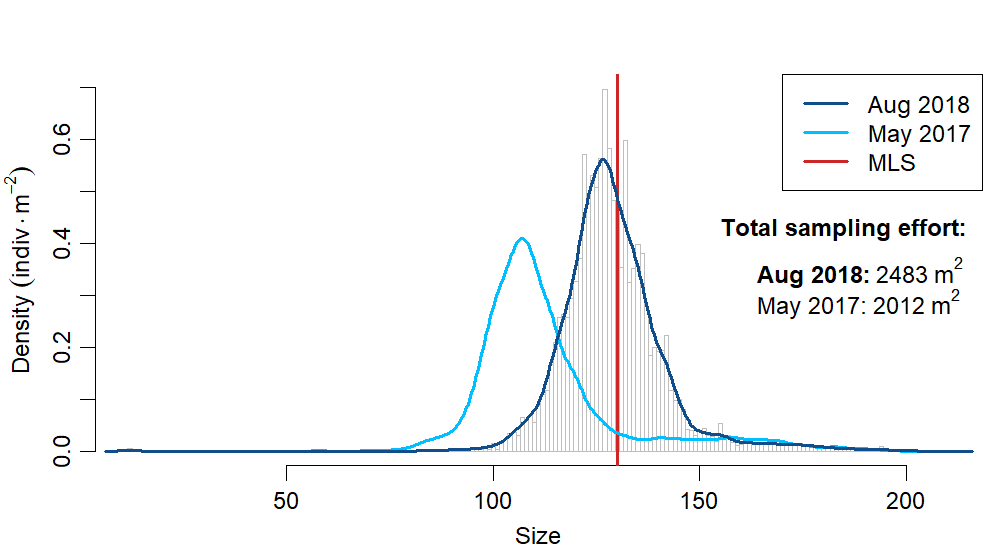 Aug 2018
May 2017
MLS
Total sampling effort:
Aug 2018: 2483 m²
May 2017: 2012 m²
Density (indiv · m⁻²)
0.0
0.2
0.4
0.6
50
100
150
200
Size